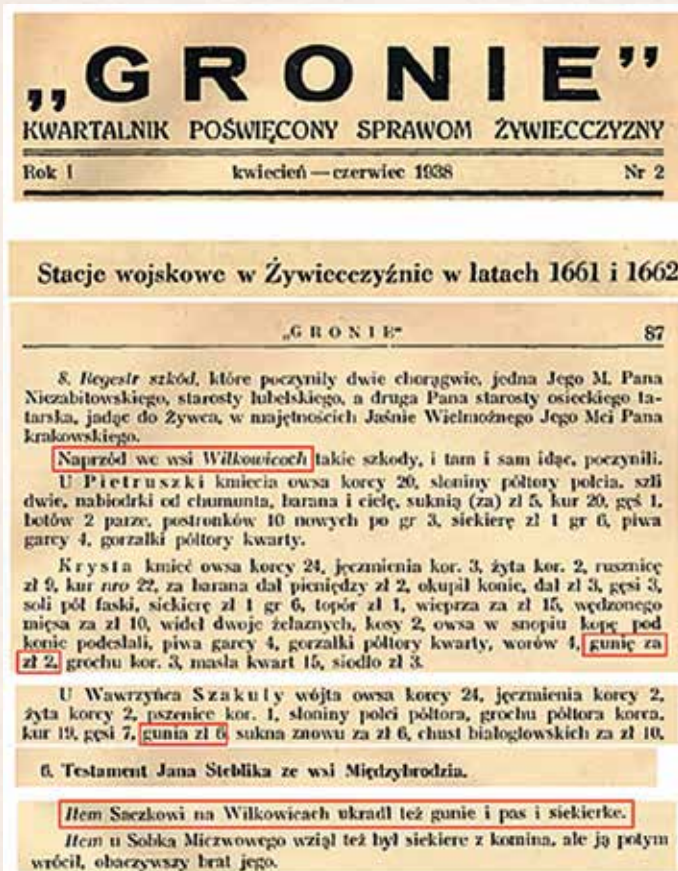 „GRONIE”
KWARTALNIK POŚWIĘCONY SPRAWOM ŻYWIECCZYZNY
Rok I kwiecień — czerwiec 1938 Nr 2
Stacje wojskowe w Żywiecczyźnie w latach 1661 i 1662
„GRONIE“ 87
8. Regestr szkód, które poczyniły dwie chorągwie, jedna Jego M. Pana
Niezabitowskiego, starosty lubelskiego, a druga Pana starosty osieckiego ta-
tarska, jadąc do Żywca, w majętnościach Jaśnie Wielmożnego Jego Mci Pana
krakowskiego.
Naprzód we wsi Wilkowicach takie szkody, i tam i sam idąc, poczynili.
U Pietruszki kmiecia owsa korcy 20, słoniny półtory połcia, szli
dwie, nabiodrki od chumunta, barana i cielę, suknią (za) zł 5, kur 20, gęś 1,
botów 2 parze, postronków 10 nowych po gr 3, siekierę zł 1 gr 6, piwa
garcy 4, gorzałki półtory kwarty.
Krysta kmieć owsa korcy 24, jęczmienia kor. 3, żyta kor. 2, rusznicę
zł 9, kur nro 22, za barana dał pieniędzy zł 2, okupił konie, dał zł 3, gęsi 3,
soli pół faski, siekierę zł 1 gr 6, topór zł 1, wieprza za zł 15, wędzonego
mięsa za zł 10, wideł dwoje żelaznych, kosy 2, owsa w snopiu kopę pod
konie podesłali, piwa garcy 4, gorzałki półtory kwarty, worów 4, gunię za
zł 2, grochu kor. 3, masła kwart 15, siodło zł 3.
U Wawrzyńca Szakuły wójta owsa korcy 24, jęczmienia korcy 2,
żyta korcy 2, pszenice kor. 1, słoniny połci półtora, grochu półtora korca,
kur 19, gęsi 7, gunia zł 6, sukna znowu za zł 6, chust białogłowskich za zł 10.
6. Testament Jana Steblika ze wsi Międzybrodzia.
Item Saczkowi na Wilkowicach ukradł też gunie i pas i siekierke.
Item u Sobka Miczwowego wziął też był siekiere z komina, ale ją potym
wrócił, obaczywszy brat jego.